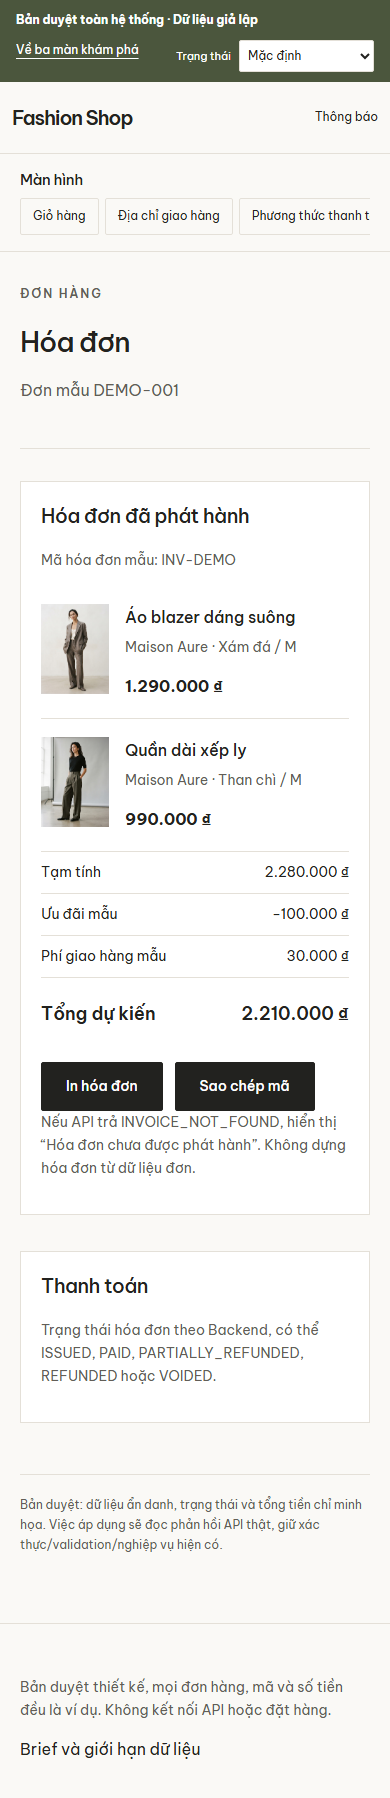 Bản duyệt toàn hệ thống · Dữ liệu giả lập
Về ba màn khám phá
Trạng thái
Mặc định
Fashion Shop
Thông báo
Màn hình
Giỏ hàng
Địa chỉ giao hàng
Phương thức thanh t
ĐƠN HÀNG
Hóa đơn
Đơn mẫu DEMO-001
Hóa đơn đã phát hành
Mã hóa đơn mẫu: INV-DEMO
Áo blazer dáng suông
Maison Aure · Xám đá / M
1.290.000 ₫
Quần dài xếp ly
Maison Aure · Than chì / M
990.000 ₫
Tạm tính 2.280.000 ₫
Ưu đãi mẫu -100.000 ₫
Phí giao hàng mẫu 30.000 ₫
Tổng dự kiến 2.210.000 ₫
In hóa đơn
Sao chép mã
Nếu API trả INVOICE_NOT_FOUND, hiển thị
“Hóa đơn chưa được phát hành”. Không dựng
hóa đơn từ dữ liệu đơn.
Thanh toán
Trạng thái hóa đơn theo Backend, có thể
ISSUED, PAID, PARTIALLY_REFUNDED,
REFUNDED hoặc VOIDED.
Bản duyệt: dữ liệu ẩn danh, trạng thái và tổng tiền chỉ minh
họa. Việc áp dụng sẽ đọc phản hồi API thật, giữ xác
thực/validation/nghiệp vụ hiện có.
Bản duyệt thiết kế, mọi đơn hàng, mã và số tiền
đều là ví dụ. Không kết nối API hoặc đặt hàng.
Brief và giới hạn dữ liệu